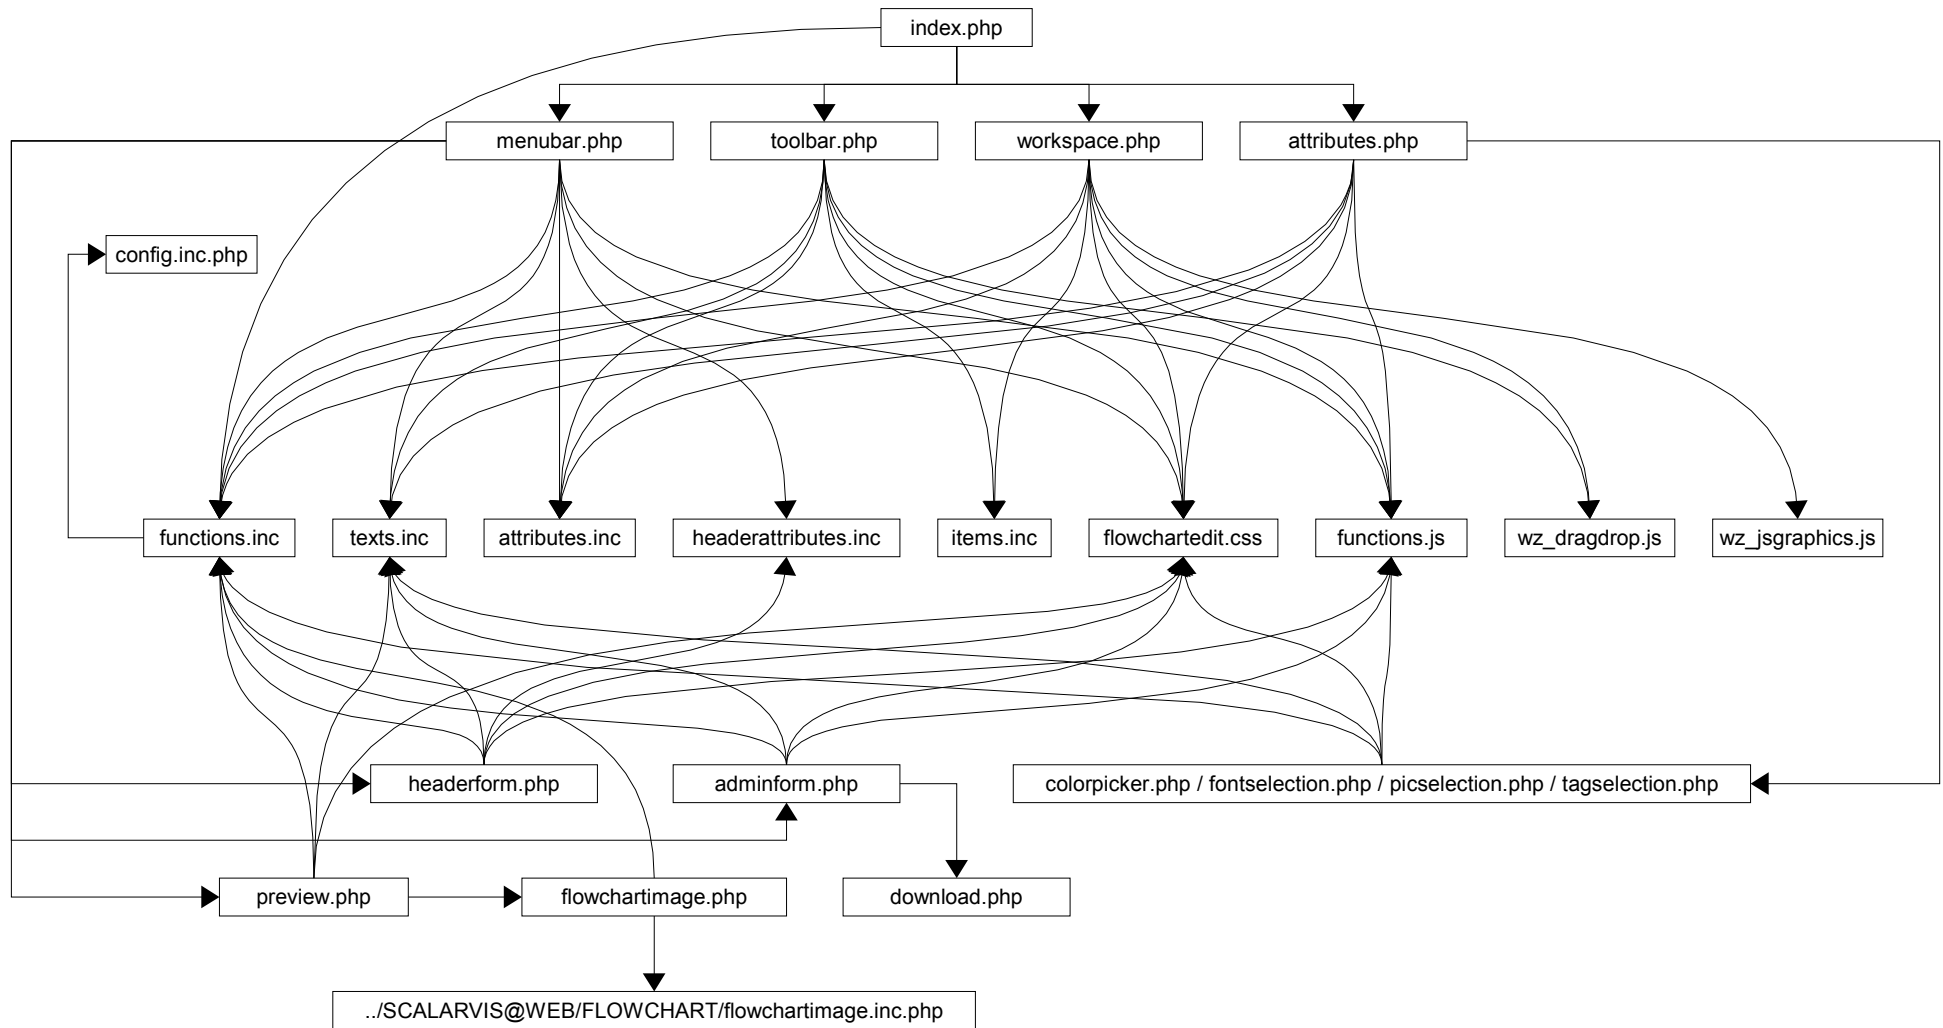 index.php
menubar.php
toolbar.php
workspace.php
attributes.php
config.inc.php
functions.inc
texts.inc
attributes.inc
headerattributes.inc
items.inc
flowchartedit.css
functions.js
wz_dragdrop.js
wz_jsgraphics.js
headerform.php
adminform.php
colorpicker.php / fontselection.php / picselection.php / tagselection.php
preview.php
flowchartimage.php
download.php
../SCALARVIS@WEB/FLOWCHART/flowchartimage.inc.php